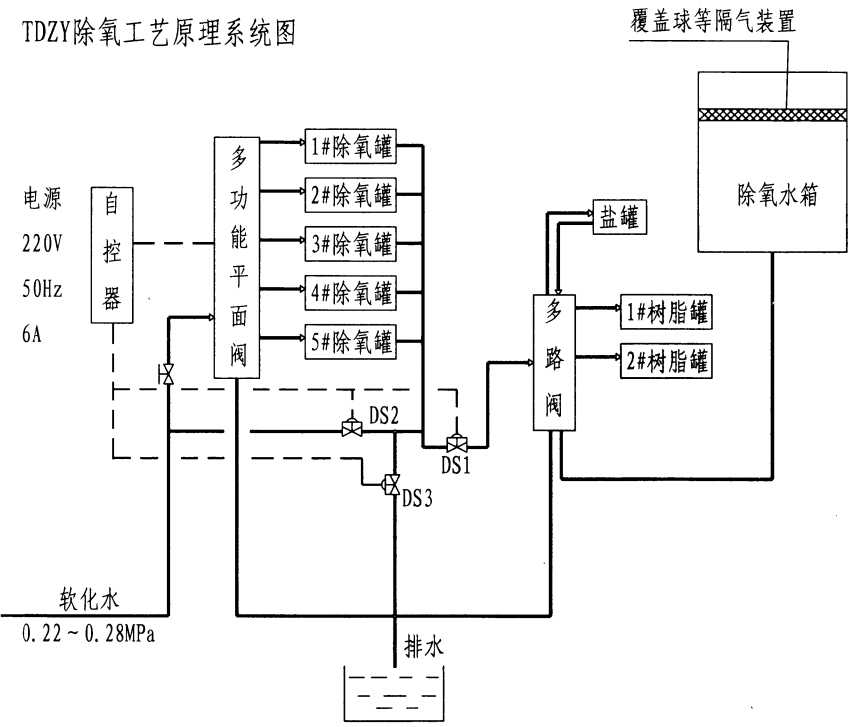 TDZY除氧工艺原理系统图
覆盖球等隔气装置
除氧水箱
电源
220V
50Hz
6A
自控器
多功能平面阀
1#除氧罐
2#除氧罐
3#除氧罐
4#除氧罐
5#除氧罐
盐罐
多路阀
1#树脂罐
2#树脂罐
DS2
DS1
DS3
软化水
0.22~0.28MPa
排水